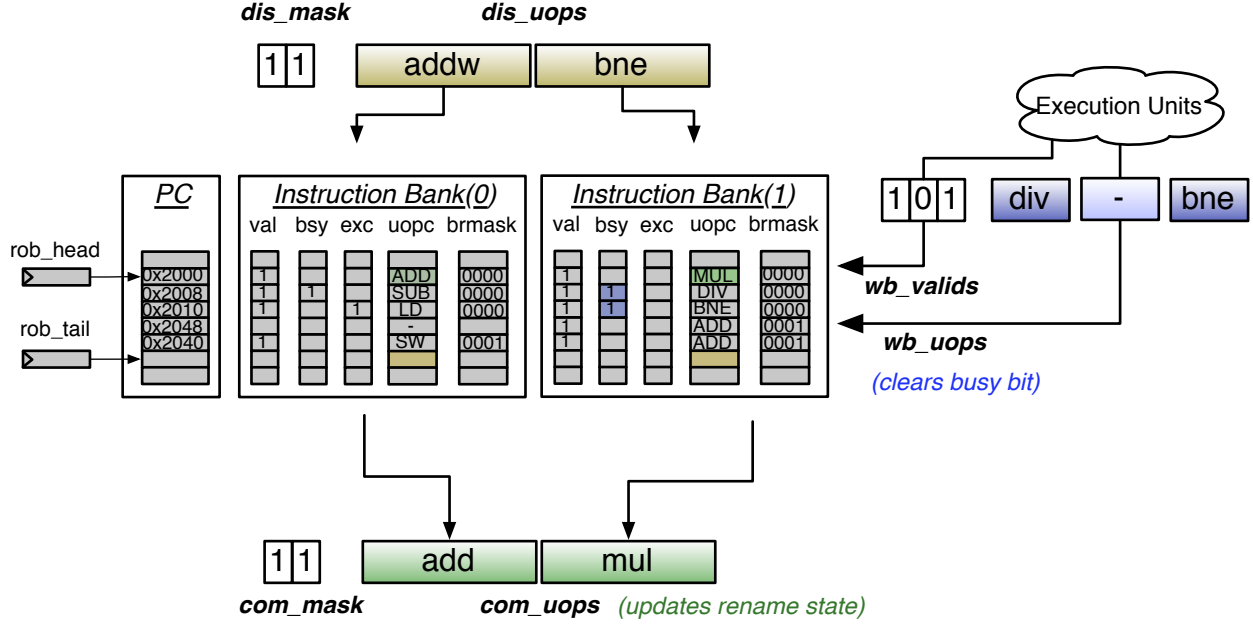 dis_mask dis_uops
1 1 addw bne
Execution Units
1 0 1 div - bne
wb_valids
wb_uops
(clears busy bit)
rob_head
rob_tail
PC
0x2000
0x2008
0x2010
0x2048
0x2040
Instruction Bank(0)
val bsy exc uopc brmask
1 ADD 0000
1 1 SUB 0000
1 1 LD 0000
-
1 SW 0001
Instruction Bank(1)
val bsy exc uopc brmask
1 MUL 0000
1 1 DIV 0000
1 1 BNE 0000
1 ADD 0001
1 ADD 0001
1 1 add mul
com_mask com_uops (updates rename state)